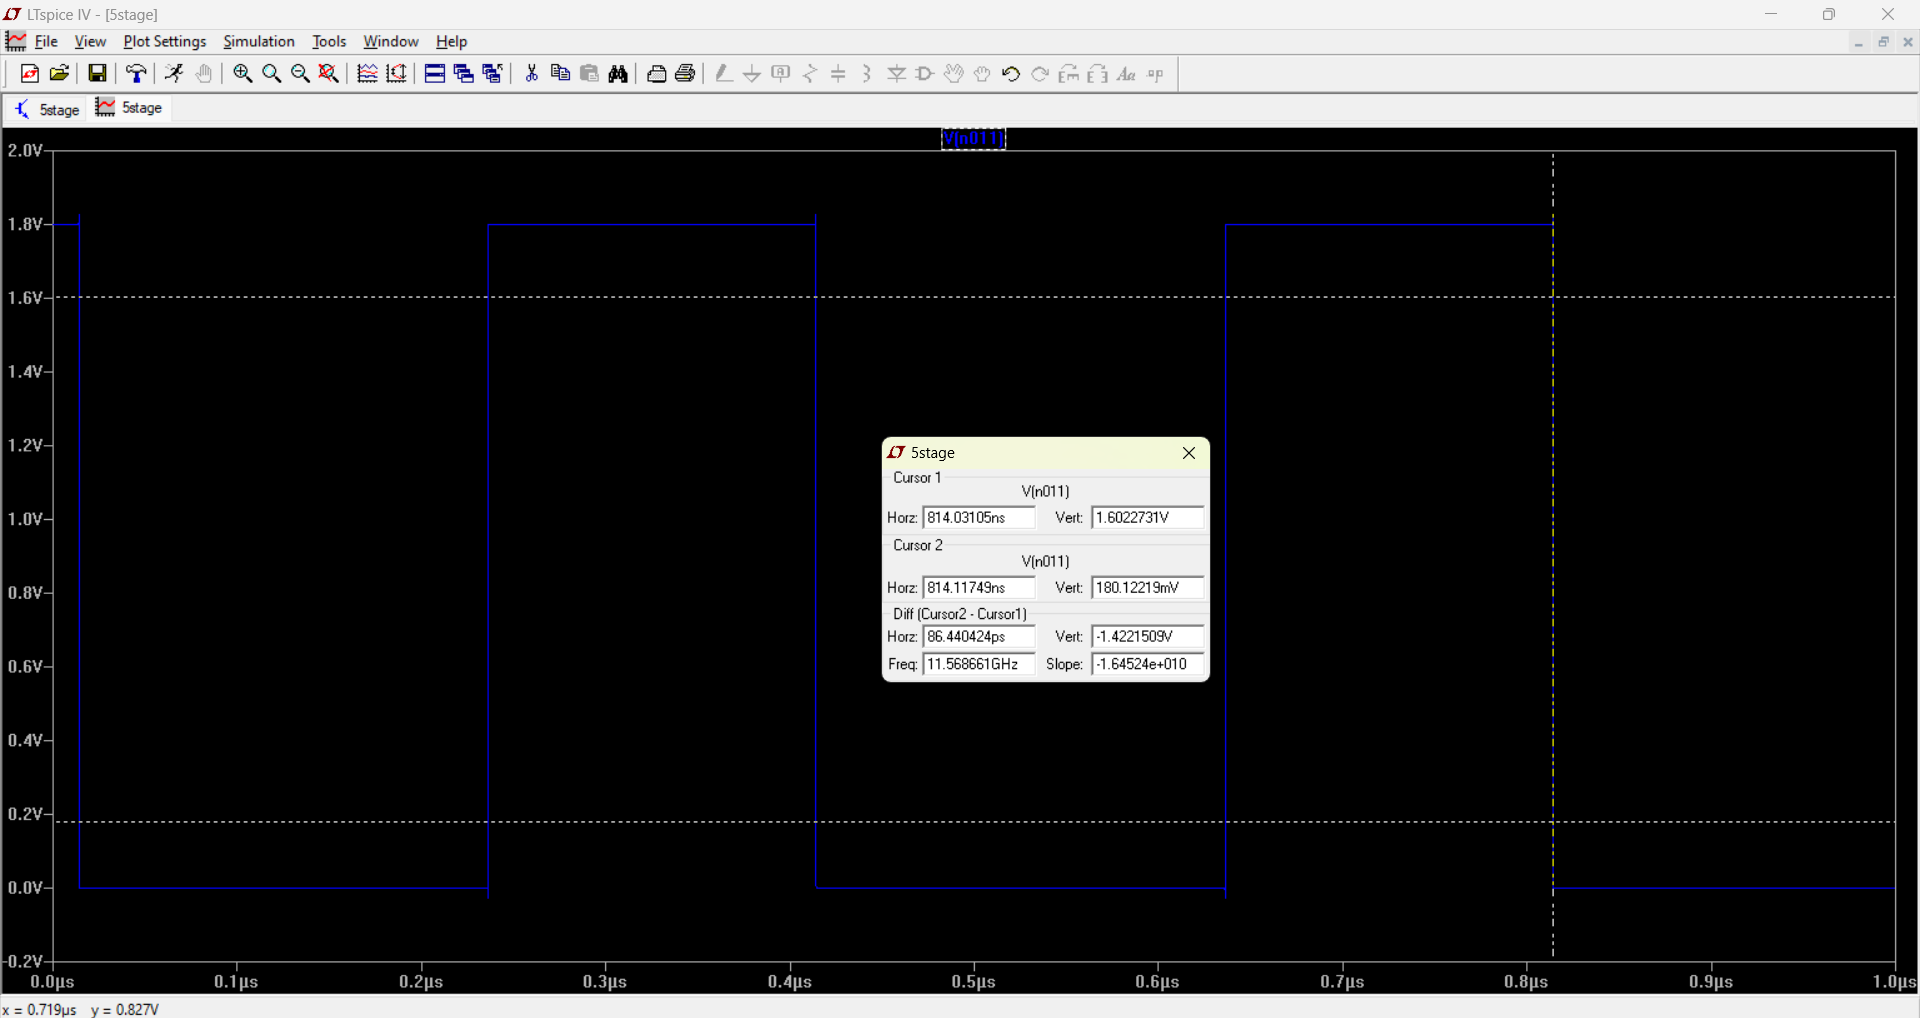 LTspice IV - [5stage]
File View Plot Settings Simulation Tools Window Help
5stage 5stage
V(n011)
2.0V
1.8V
1.6V
1.4V
1.2V
1.0V
0.8V
0.6V
0.4V
0.2V
0.0V
-0.2V
0.0µs 0.1µs 0.2µs 0.3µs 0.4µs 0.5µs 0.6µs 0.7µs 0.8µs 0.9µs 1.0µs
5stage
Cursor 1
V(n011)
Horz: 814.03105ns Vert: 1.6022731V
Cursor 2
V(n011)
Horz: 814.11749ns Vert: 180.12219mV
Diff (Cursor2 - Cursor1)
Horz: 86.440424ps Vert: -1.4221509V
Freq: 11.568661GHz Slope: -1.64524e+010
x = 0.719µs y = 0.827V